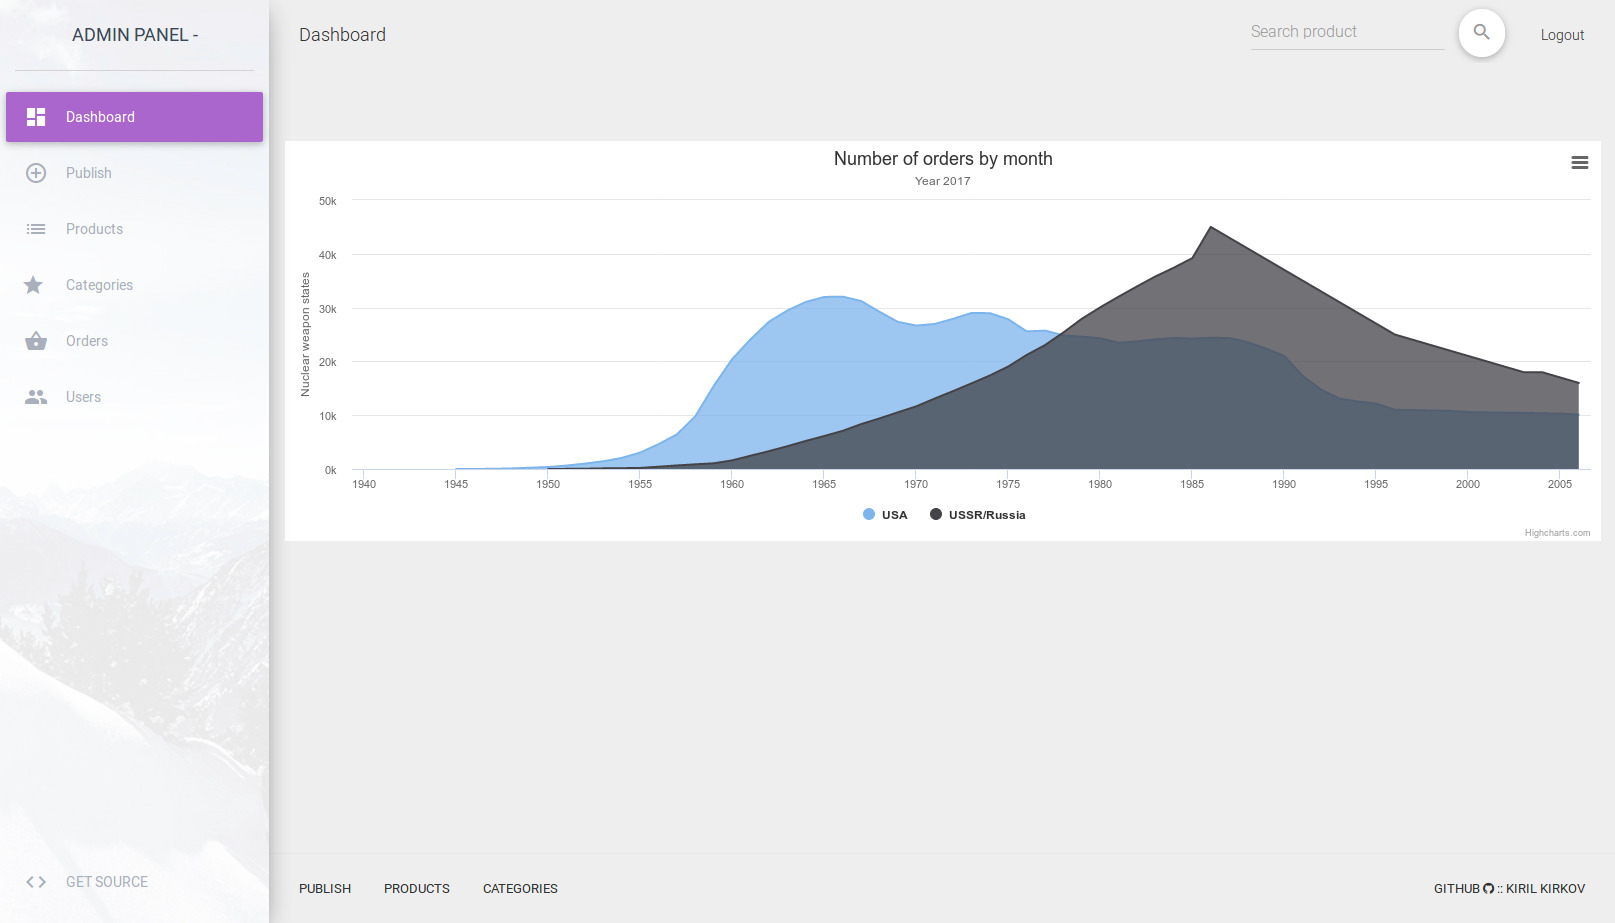 ADMIN PANEL -
Dashboard
Publish
Products
Categories
Orders
Users
GET SOURCE
Dashboard
Search product
Logout
Number of orders by month
Year 2017
Nuclear weapon states
50k
40k
30k
20k
10k
0k
1940 1945 1950 1955 1960 1965 1970 1975 1980 1985 1990 1995 2000 2005
USA USSR/Russia
Highcharts.com
PUBLISH PRODUCTS CATEGORIES
GITHUB :: KIRIL KIRKOV